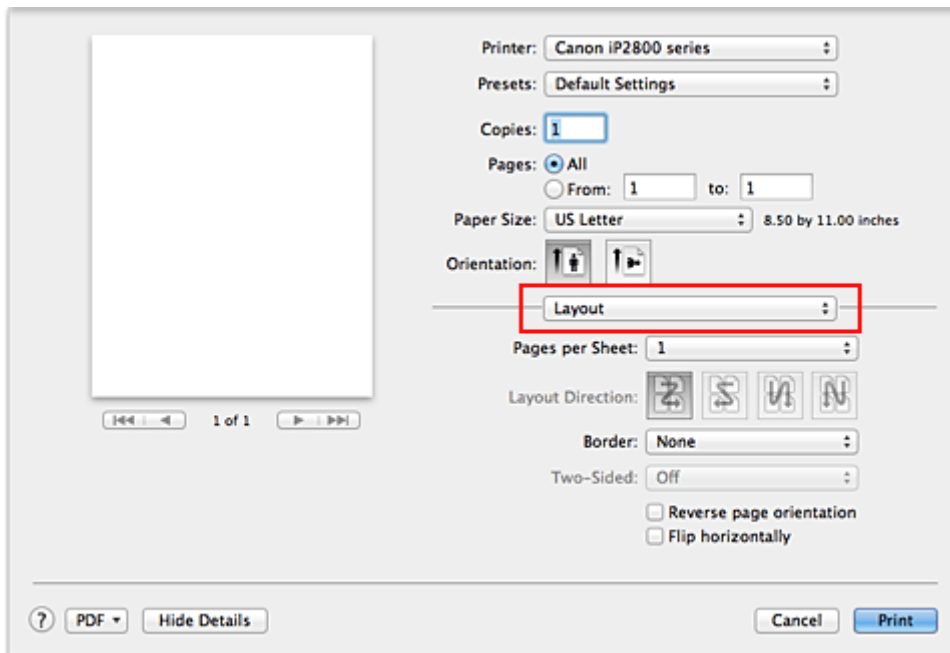 Printer: Canon iP2800 series
Presets: Default Settings
Copies: 1
Pages: All
From: 1 to: 1
Paper Size: US Letter 8.50 by 11.00 inches
Orientation:
Layout
Pages per Sheet: 1
Layout Direction:
Border: None
Two-Sided: Off
Reverse page orientation
Flip horizontally
1 of 1
? PDF Hide Details Cancel Print